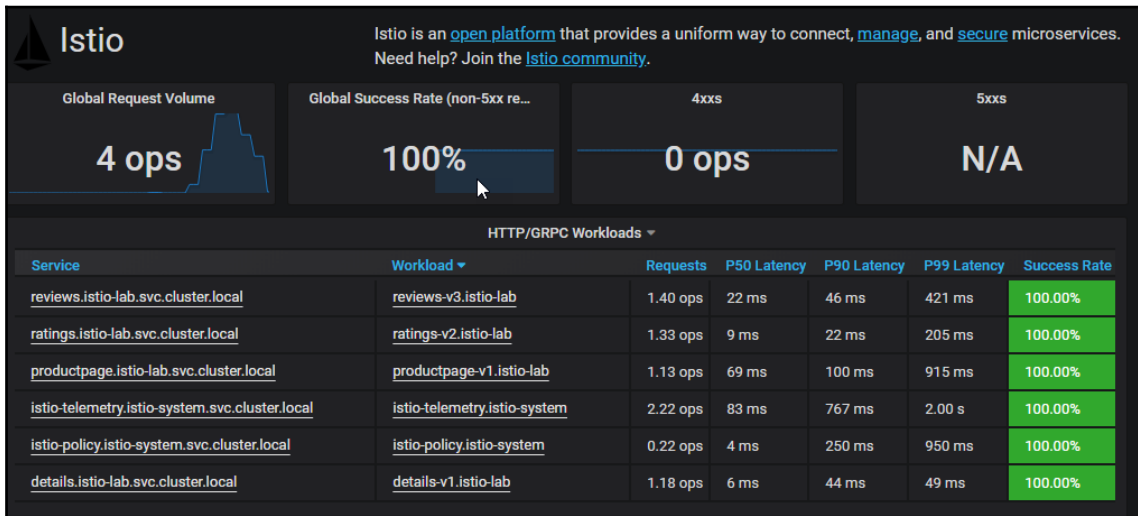 Istio
Istio is an open platform that provides a uniform way to connect, manage, and secure microservices.
Need help? Join the Istio community.
Global Request Volume
4 ops
Global Success Rate (non-5xx re...
100%
4xxs
0 ops
5xxs
N/A
HTTP/GRPC Workloads
Service Workload Requests P50 Latency P90 Latency P99 Latency Success Rate
reviews.istio-lab.svc.cluster.local reviews-v3.istio-lab 1.40 ops 22 ms 46 ms 421 ms 100.00%
ratings.istio-lab.svc.cluster.local ratings-v2.istio-lab 1.33 ops 9 ms 22 ms 205 ms 100.00%
productpage.istio-lab.svc.cluster.local productpage-v1.istio-lab 1.13 ops 69 ms 100 ms 915 ms 100.00%
istio-telemetry.istio-system.svc.cluster.local istio-telemetry.istio-system 2.22 ops 83 ms 767 ms 2.00 s 100.00%
istio-policy.istio-system.svc.cluster.local istio-policy.istio-system 0.22 ops 4 ms 250 ms 950 ms 100.00%
details.istio-lab.svc.cluster.local details-v1.istio-lab 1.18 ops 6 ms 44 ms 49 ms 100.00%